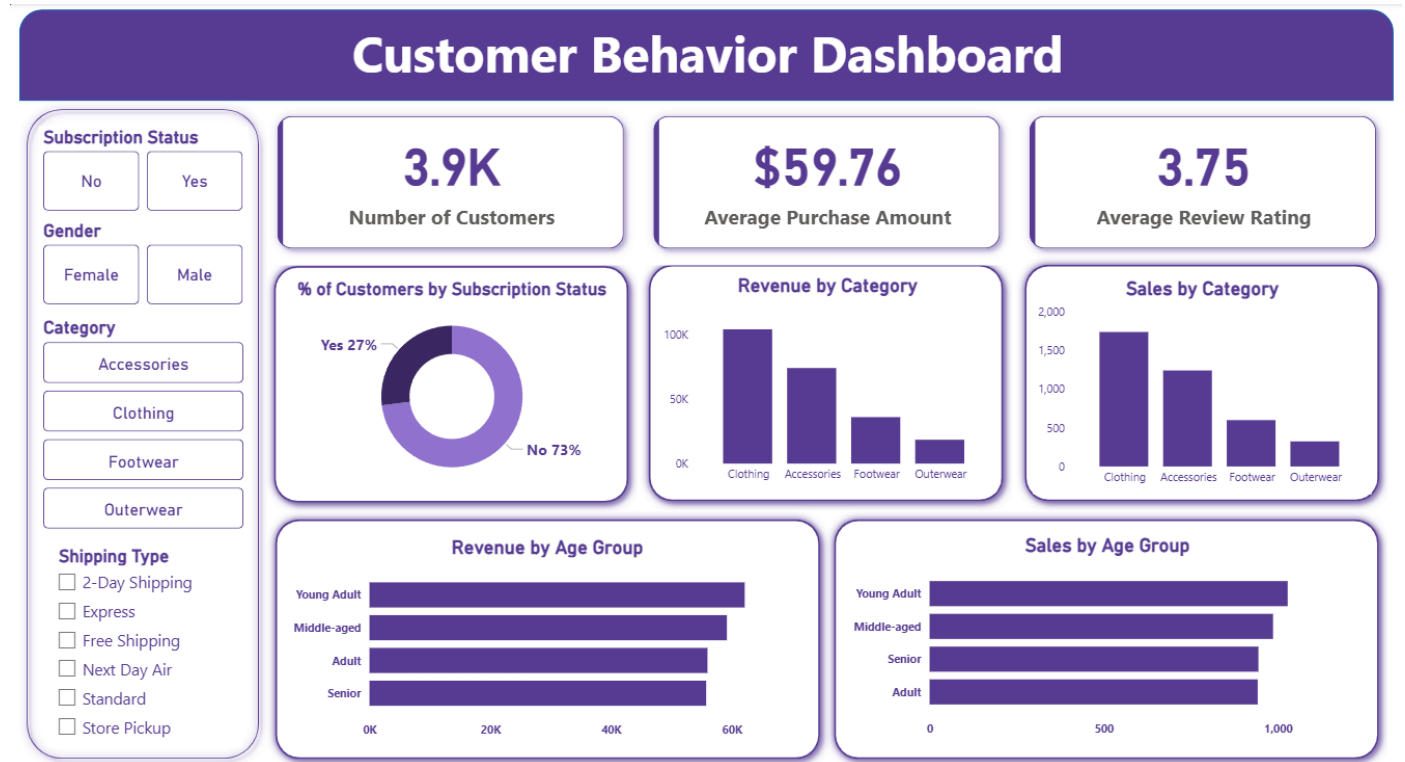 Customer Behavior Dashboard
Subscription Status
No
Yes
Gender
Female
Male
Category
Accessories
Clothing
Footwear
Outerwear
Shipping Type
2-Day Shipping
Express
Free Shipping
Next Day Air
Standard
Store Pickup
3.9K
Number of Customers
$59.76
Average Purchase Amount
3.75
Average Review Rating
% of Customers by Subscription Status
Yes 27%
No 73%
Revenue by Category
100K
50K
0K
Clothing Accessories Footwear Outerwear
Sales by Category
2,000
1,500
1,000
500
0
Clothing Accessories Footwear Outerwear
Revenue by Age Group
Young Adult
Middle-aged
Adult
Senior
0K 20K 40K 60K
Sales by Age Group
Young Adult
Middle-aged
Senior
Adult
0 500 1,000